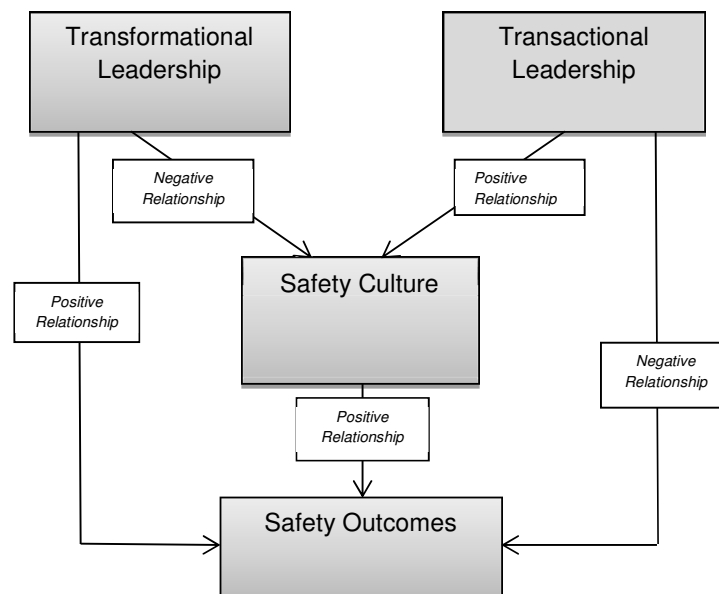 Transformational
Leadership
Transactional
Leadership
Negative
Relationship
Positive
Relationship
Safety Culture
Positive
Relationship
Negative
Relationship
Positive
Relationship
Safety Outcomes